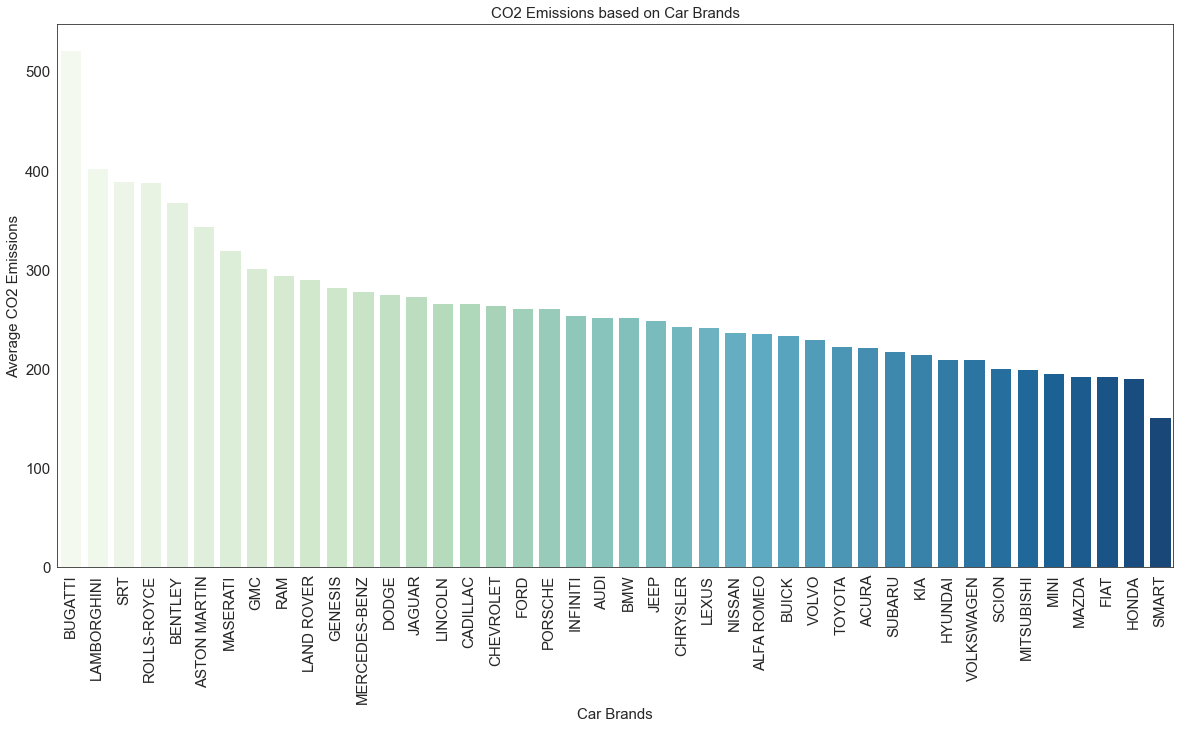 CO2 Emissions based on Car Brands
Average CO2 Emissions
500
400
300
200
100
0
BUGATTI
LAMBORGHINI
SRT
ROLLS-ROYCE
BENTLEY
ASTON MARTIN
MASERATI
GMC
RAM
LAND ROVER
GENESIS
MERCEDES-BENZ
DODGE
JAGUAR
LINCOLN
CADILLAC
CHEVROLET
FORD
PORSCHE
INFINITI
AUDI
BMW
JEEP
CHRYSLER
LEXUS
NISSAN
ALFA ROMEO
BUICK
VOLVO
TOYOTA
ACURA
SUBARU
KIA
HYUNDAI
VOLKSWAGEN
SCION
MITSUBISHI
MINI
MAZDA
FIAT
HONDA
SMART
Car Brands